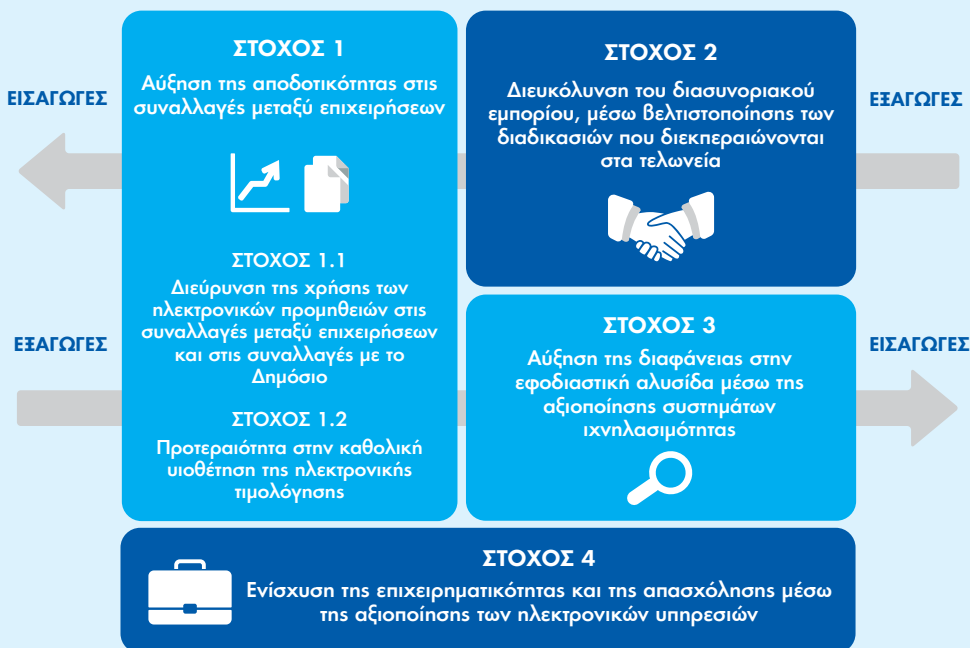 ΕΙΣΑΓΩΓΕΣ
ΕΞΑΓΩΓΕΣ
ΣΤΟΧΟΣ 1
Αύξηση της αποδοτικότητας στις
συναλλαγές μεταξύ επιχειρήσεων
ΣΤΟΧΟΣ 1.1
Διεύρυνση της χρήσης των
ηλεκτρονικών προμηθειών στις
συναλλαγές μεταξύ επιχειρήσεων
και στις συναλλαγές με το
Δημόσιο
ΣΤΟΧΟΣ 1.2
Προτεραιότητα στην καθολική
υιοθέτηση της ηλεκτρονικής
τιμολόγησης
ΣΤΟΧΟΣ 2
Διευκόλυνση του διασυνοριακού
εμπορίου, μέσω βελτιστοποίησης των
διαδικασιών που διεκπεραιώνονται
στα τελωνεία
ΣΤΟΧΟΣ 3
Αύξηση της διαφάνειας στην
εφοδιαστική αλυσίδα μέσω της
αξιοποίησης συστημάτων
ιχνηλασιμότητας
ΕΞΑΓΩΓΕΣ
ΕΙΣΑΓΩΓΕΣ
ΣΤΟΧΟΣ 4
Ενίσχυση της επιχειρηματικότητας και της απασχόλησης μέσω
της αξιοποίησης των ηλεκτρονικών υπηρεσιών